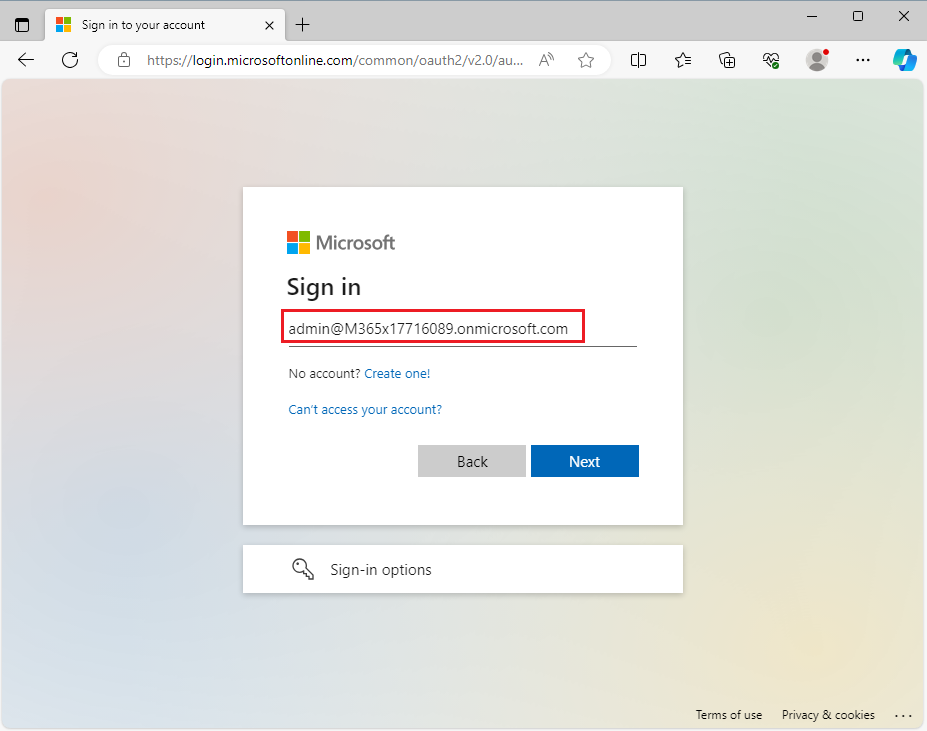 Sign in to your account
https://login.microsoftonline.com/common/oauth2/v2.0/au...
Microsoft
Sign in
admin@M365x17716089.onmicrosoft.com
No account? Create one!
Can't access your account?
Back Next
Sign-in options
Terms of use Privacy & cookies